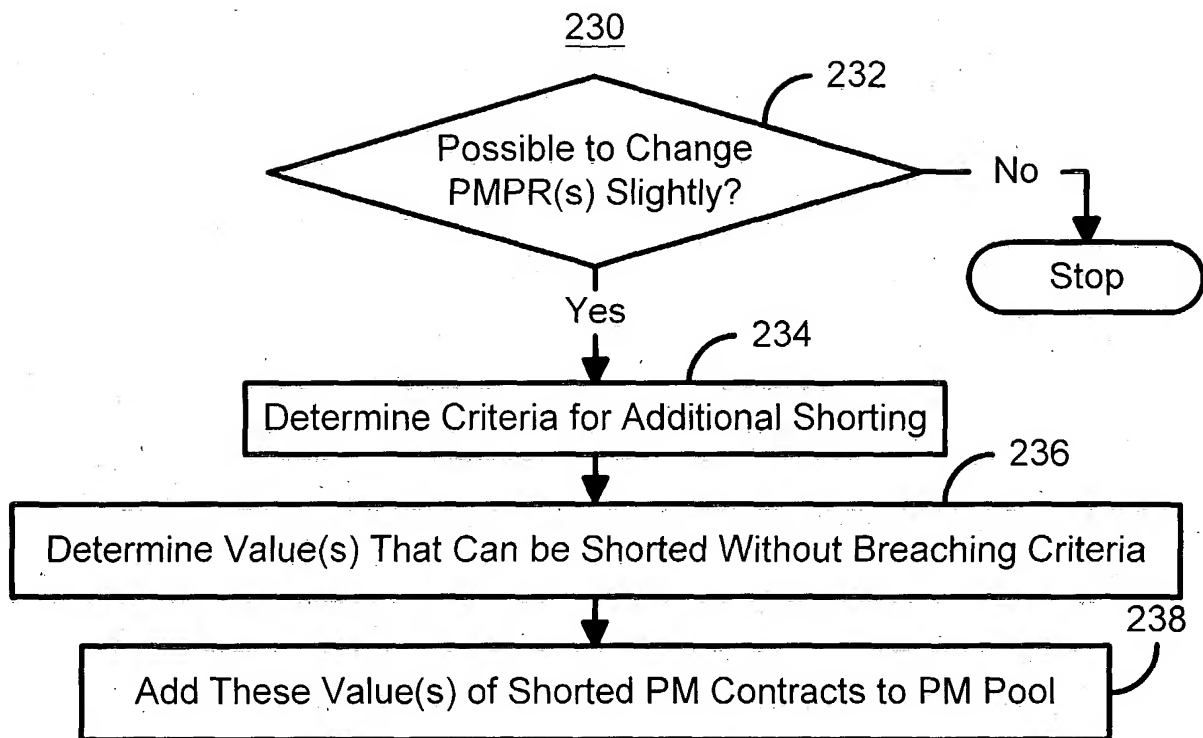 230
232
Possible to Change
PMPR(s) Slightly?
No
Stop
Yes
234
Determine Criteria for Additional Shorting
236
Determine Value(s) That Can be Shorted Without Breaching Criteria
238
Add These Value(s) of Shorted PM Contracts to PM Pool